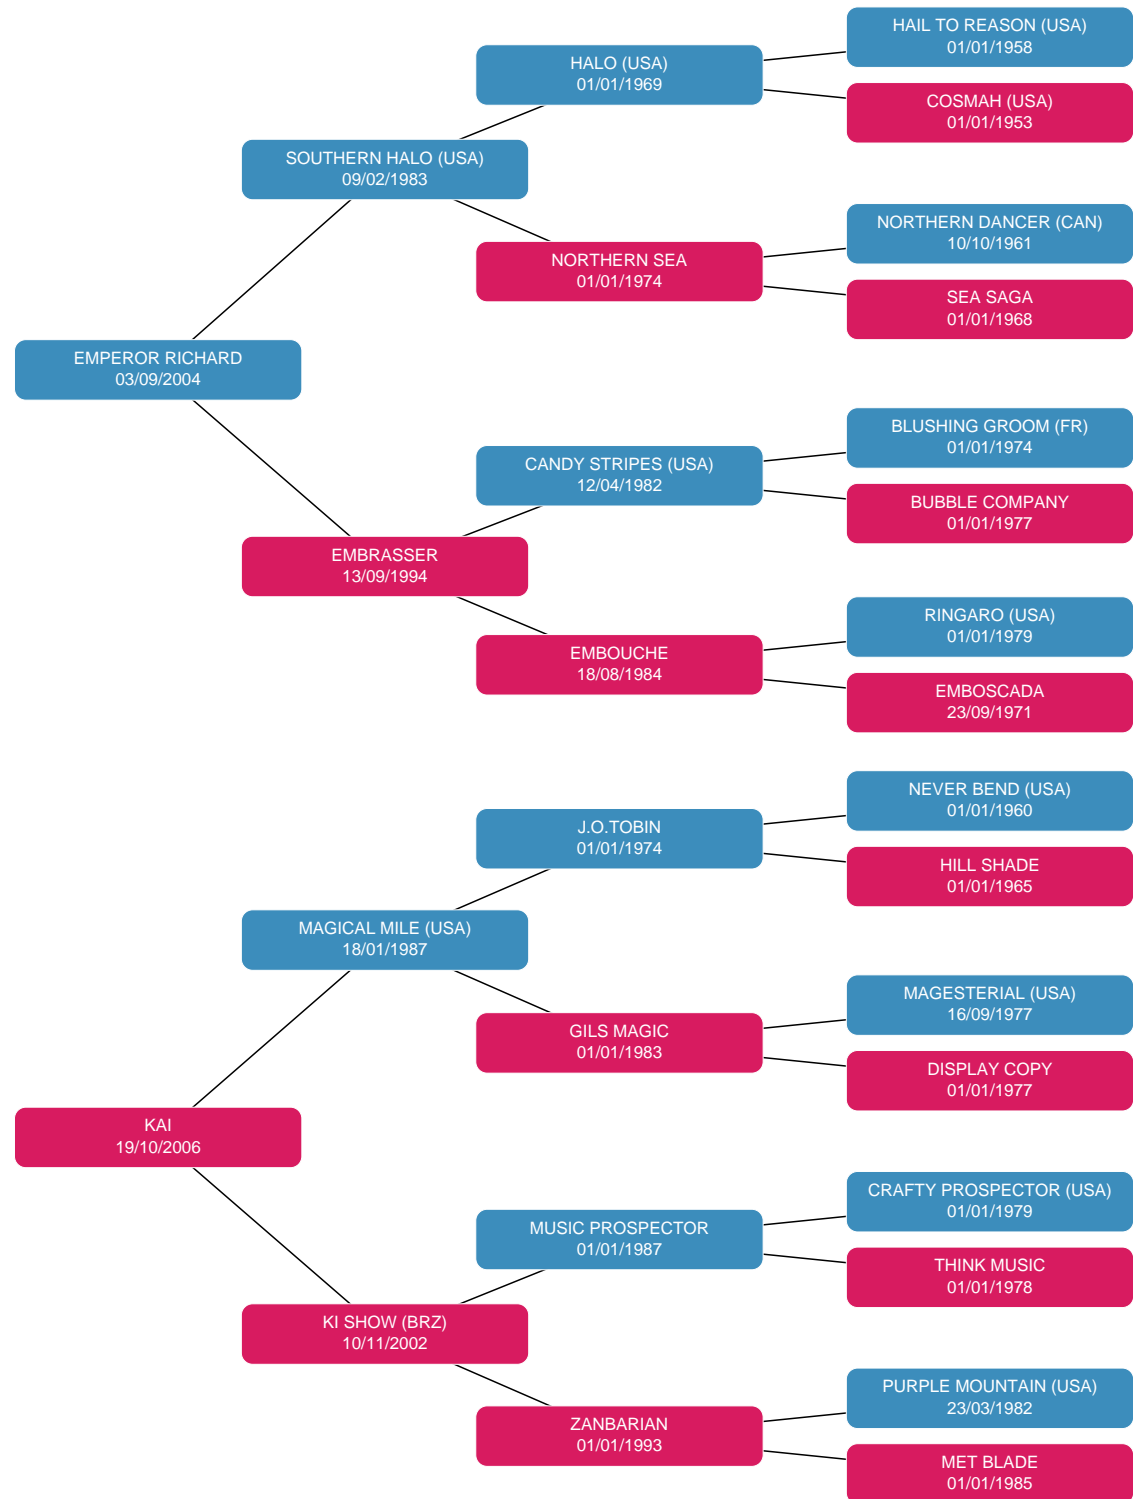 HAIL TO REASON (USA)
01/01/1958
HALO (USA)
01/01/1969
COSMAH (USA)
01/01/1953
SOUTHERN HALO (USA)
09/02/1983
NORTHERN DANCER (CAN)
10/10/1961
NORTHERN SEA
01/01/1974
SEA SAGA
01/01/1968
EMPEROR RICHARD
03/09/2004
BLUSHING GROOM (FR)
01/01/1974
CANDY STRIPES (USA)
12/04/1982
BUBBLE COMPANY
01/01/1977
EMBRASSER
13/09/1994
RINGARO (USA)
01/01/1979
EMBOUCHE
18/08/1984
EMBOSCADA
23/09/1971
NEVER BEND (USA)
01/01/1960
J.O.TOBIN
01/01/1974
HILL SHADE
01/01/1965
MAGICAL MILE (USA)
18/01/1987
MAGESTERIAL (USA)
16/09/1977
GILS MAGIC
01/01/1983
DISPLAY COPY
01/01/1977
KAI
19/10/2006
CRAFTY PROSPECTOR (USA)
01/01/1979
MUSIC PROSPECTOR
01/01/1987
THINK MUSIC
01/01/1978
KI SHOW (BRZ)
10/11/2002
PURPLE MOUNTAIN (USA)
23/03/1982
ZANBARIAN
01/01/1993
MET BLADE
01/01/1985